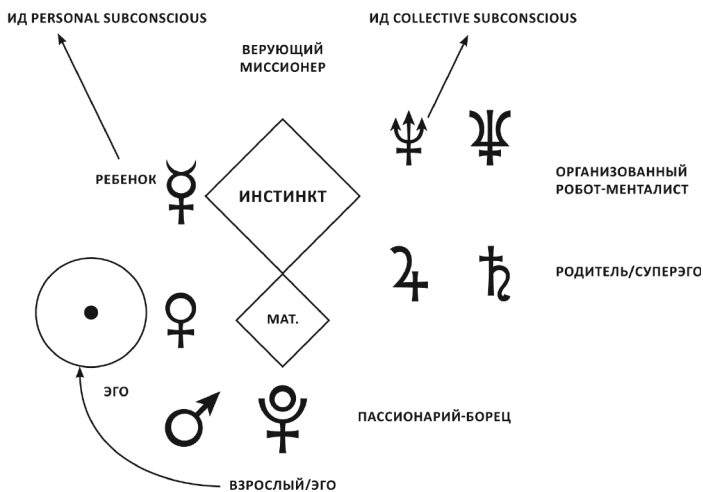 ИД PERSONAL SUBCONSCIOUS
ИД COLLECTIVE SUBCONSCIOUS
ВЕРУЮЩИЙ
МИССИОНЕР
РЕБЕНОК
ИНСТИНКТ
ОРГАНИЗОВАННЫЙ
РОБОТ-МЕНТАЛИСТ
РОДИТЕЛЬ/СУПЕРЭГО
МАТ.
ЭГО
ПАССИОНАРИЙ-БОРЕЦ
ВЗРОСЛЫЙ/ЭГО